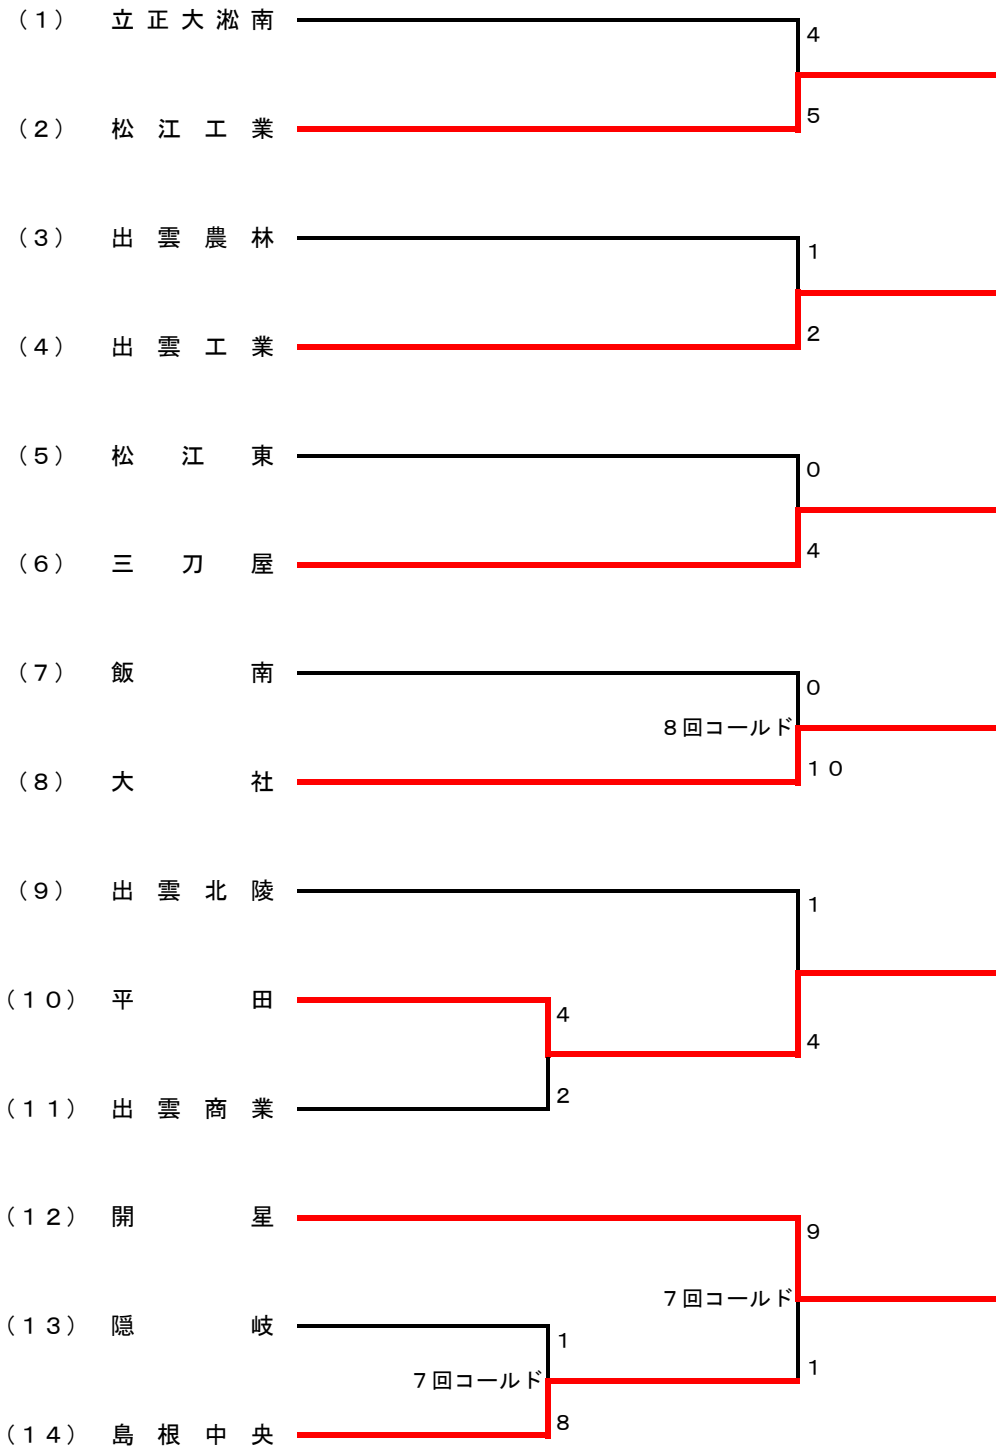 （１） 立正大淞南
4
（２） 松江工業
5
（３） 出雲農林
1
（４） 出雲工業
2
（５） 松江東
0
（６） 三刀屋
4
（７） 飯南
0
８回コールド
（８） 大社
１０
（９） 出雲北陵
1
（１０） 平田
4
4
（１１） 出雲商業
2
（１２） 開星
9
７回コールド
（１３） 隠岐
1
７回コールド
1
（１４） 島根中央
8